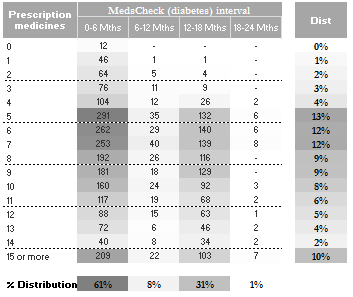 Prescription medicines MedsCheck (diabetes) interval Dist
0-6 Mths 6-12 Mths 12-18 Mths 18-24 Mths
0 12 - - - 0%
1 46 1 1 - 1%
2 64 5 4 - 2%
3 76 11 9 - 3%
4 104 12 26 2 4%
5 291 35 132 6 13%
6 262 29 140 6 12%
7 253 40 139 8 12%
8 192 26 116 - 9%
9 181 18 129 - 9%
10 160 24 92 3 8%
11 117 19 68 2 6%
12 88 15 63 1 5%
13 72 6 46 2 4%
14 40 8 34 2 2%
15 or more 209 22 103 7 10%
% Distribution 61% 8% 31% 1%